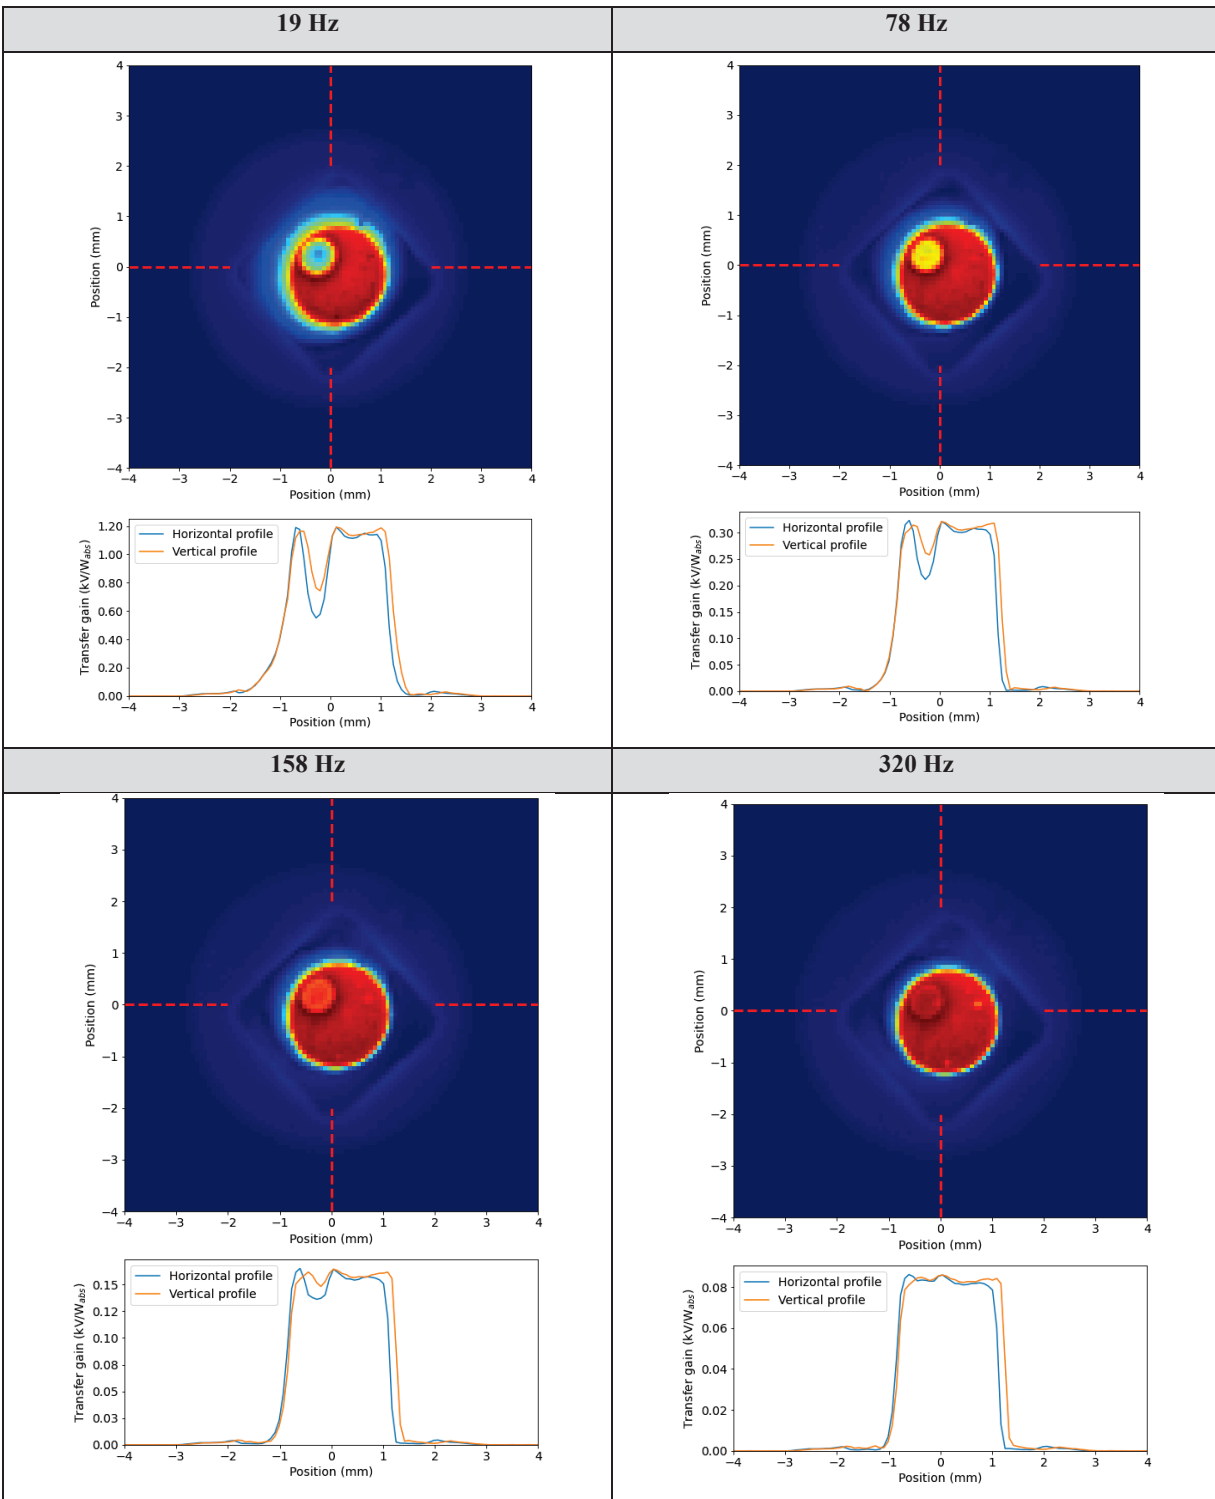 19 Hz
78 Hz
4
3
2
1
0
−1
−2
−3
−4
Position (mm)
−4 −3 −2 −1 0 1 2 3 4
Position (mm)
4
3
2
1
0
−1
−2
−3
−4
Position (mm)
−4 −3 −2 −1 0 1 2 3 4
Position (mm)
1.20
1.00
0.80
0.60
0.40
0.20
0.00
Transfer gain (kV/Wabs)
Horizontal profile
Vertical profile
−4 −3 −2 −1 0 1 2 3 4
Position (mm)
0.30
0.25
0.20
0.15
0.10
0.05
0.00
Transfer gain (kV/Wabs)
Horizontal profile
Vertical profile
−4 −3 −2 −1 0 1 2 3 4
Position (mm)
158 Hz
320 Hz
4
3
2
1
0
−1
−2
−3
−4
Position (mm)
−4 −3 −2 −1 0 1 2 3 4
Position (mm)
4
3
2
1
0
−1
−2
−3
−4
Position (mm)
−4 −3 −2 −1 0 1 2 3 4
Position (mm)
0.15
0.12
0.10
0.08
0.05
0.03
0.00
Transfer gain (kV/Wabs)
Horizontal profile
Vertical profile
−4 −3 −2 −1 0 1 2 3 4
Position (mm)
0.08
0.06
0.04
0.02
0.00
Transfer gain (kV/Wabs)
Horizontal profile
Vertical profile
−4 −3 −2 −1 0 1 2 3 4
Position (mm)